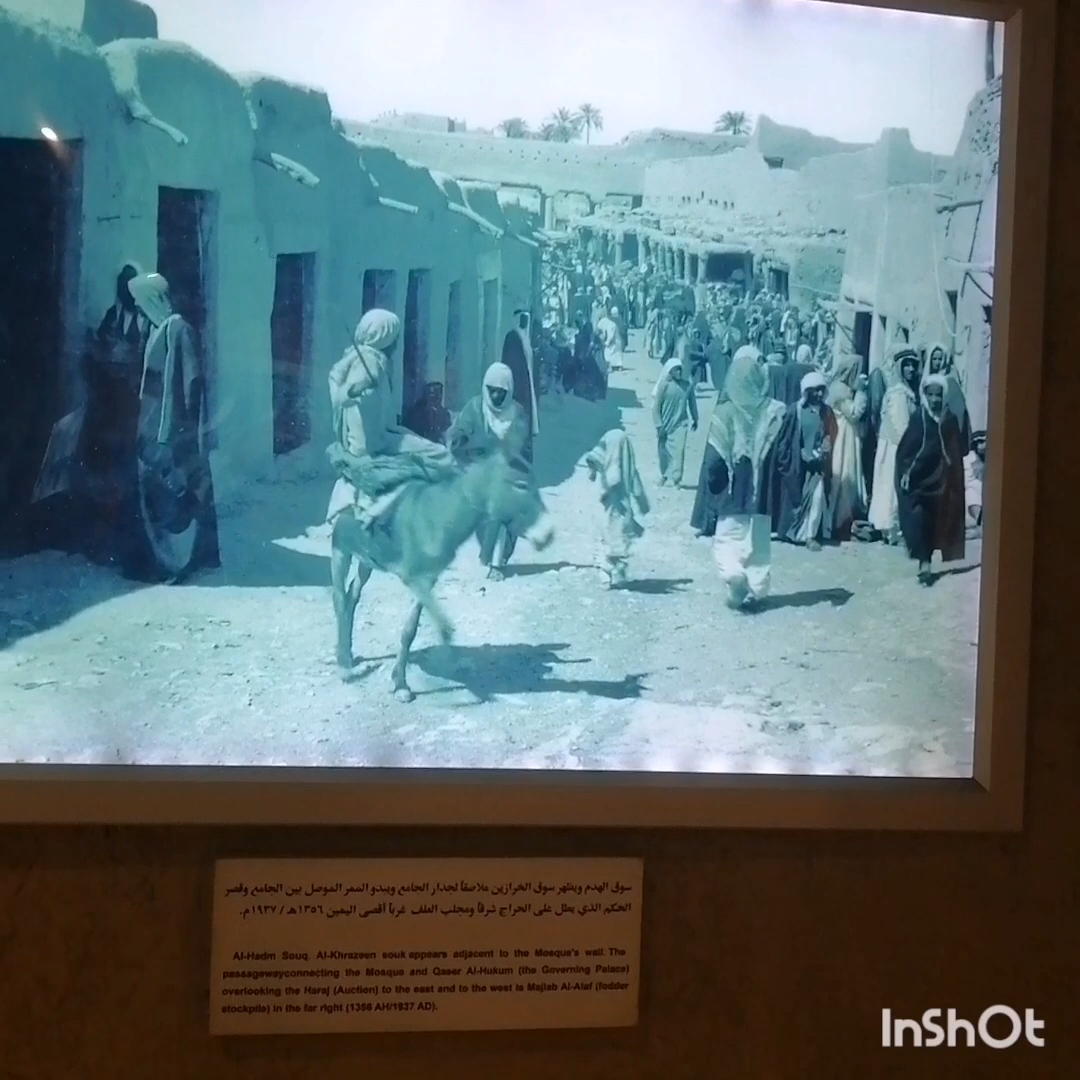 سوق الهدم ويظهر سوق الخرازين ملاصقاً لجدار الجامع ويبدو الممر الموصل بين الجامع وقصر
الحكم الذي يطل على الحراج شرقاً ومجلب العلف غرباً أقصى اليمين ١٣٥٦هـ / ١٩٣٧م.
Al-Hadm Souq. Al-Khrazeen souk appears adjacent to the Mosque's wall. The
passagewayconnecting the Mosque and Qaser Al-Hukum (the Governing Palace)
overlooking the Haraj (Auction) to the east and to the west is Majlab Al-Alaf (fodder
stockpile) in the far right (1356 AH/1937 AD).
InShOt